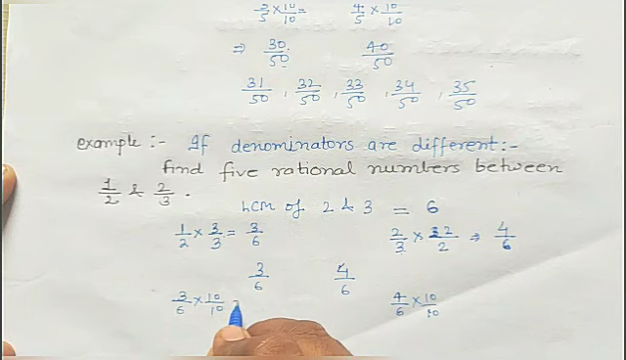 3/5 × 10/10 = 4/5 × 10/10
⇒ 30/50 40/50
31/50 , 32/50 , 33/50 , 34/50 , 35/50
example :- If denominators are different:-
find five rational numbers between
1/2 & 2/3 .
LCM of 2 & 3 = 6
1/2 × 3/3 = 3/6 2/3 × 2/2 ⇒ 4/6
3/6 4/6
3/6 × 10/10 4/6 × 10/10